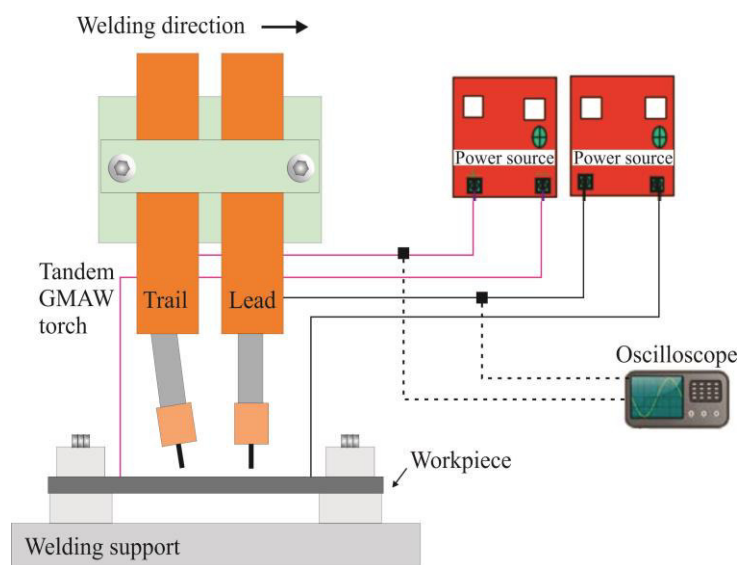 Welding direction
Power source
Power source
Tandem
GMAW
torch
Trail
Lead
Oscilloscope
Workpiece
Welding support